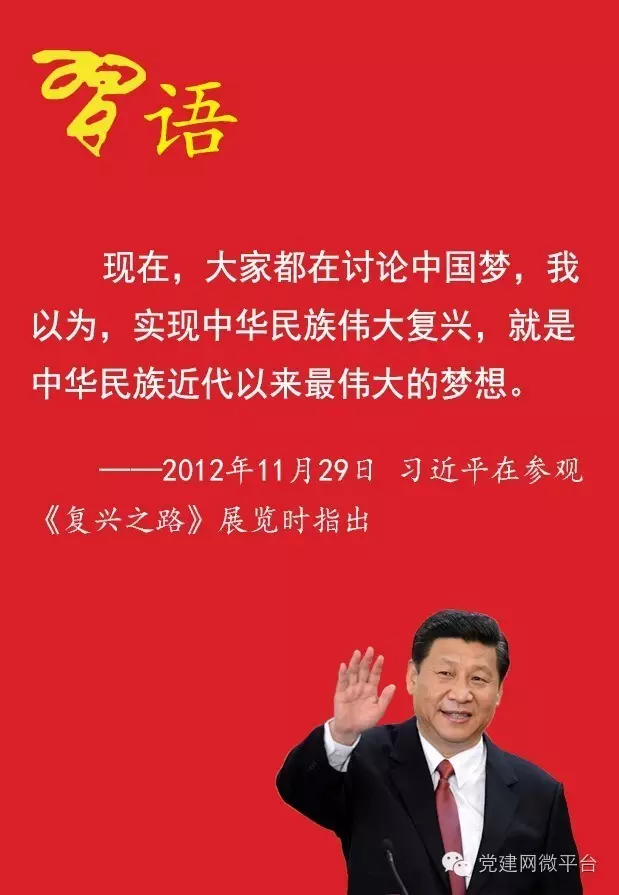 習语
现在，大家都在讨论中国梦，我
以为，实现中华民族伟大复兴，就是
中华民族近代以来最伟大的梦想。
——2012年11月29日 习近平在参观
《复兴之路》展览时指出
党建网微平台